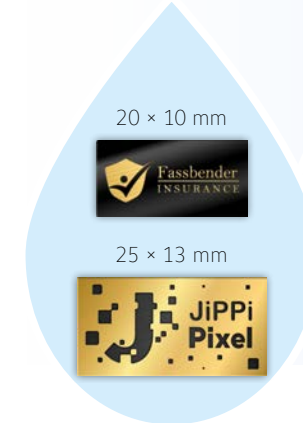 20 × 10 mm
Fassbender
INSURANCE
25 × 13 mm
JiPPi
Pixel